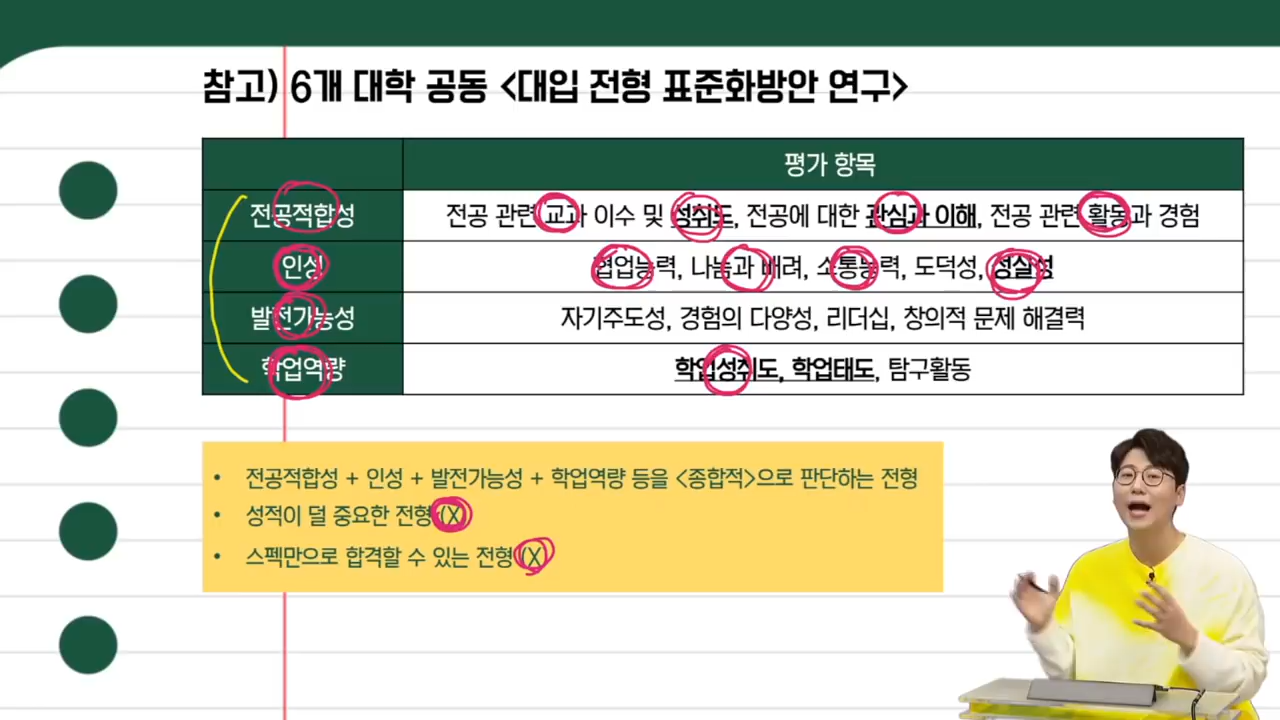 참고) 6개 대학 공동 <대입 전형 표준화방안 연구>
평가 항목
전공적합성 전공 관련 교과 이수 및 성취도, 전공에 대한 관심과 이해, 전공 관련 활동과 경험
인성 협업능력, 나눔과 배려, 소통능력, 도덕성, 성실성
발전가능성 자기주도성, 경험의 다양성, 리더십, 창의적 문제 해결력
학업역량 학업성취도, 학업태도, 탐구활동
• 전공적합성 + 인성 + 발전가능성 + 학업역량 등을 <종합적>으로 판단하는 전형
• 성적이 덜 중요한 전형 (X)
• 스펙만으로 합격할 수 있는 전형 (X)